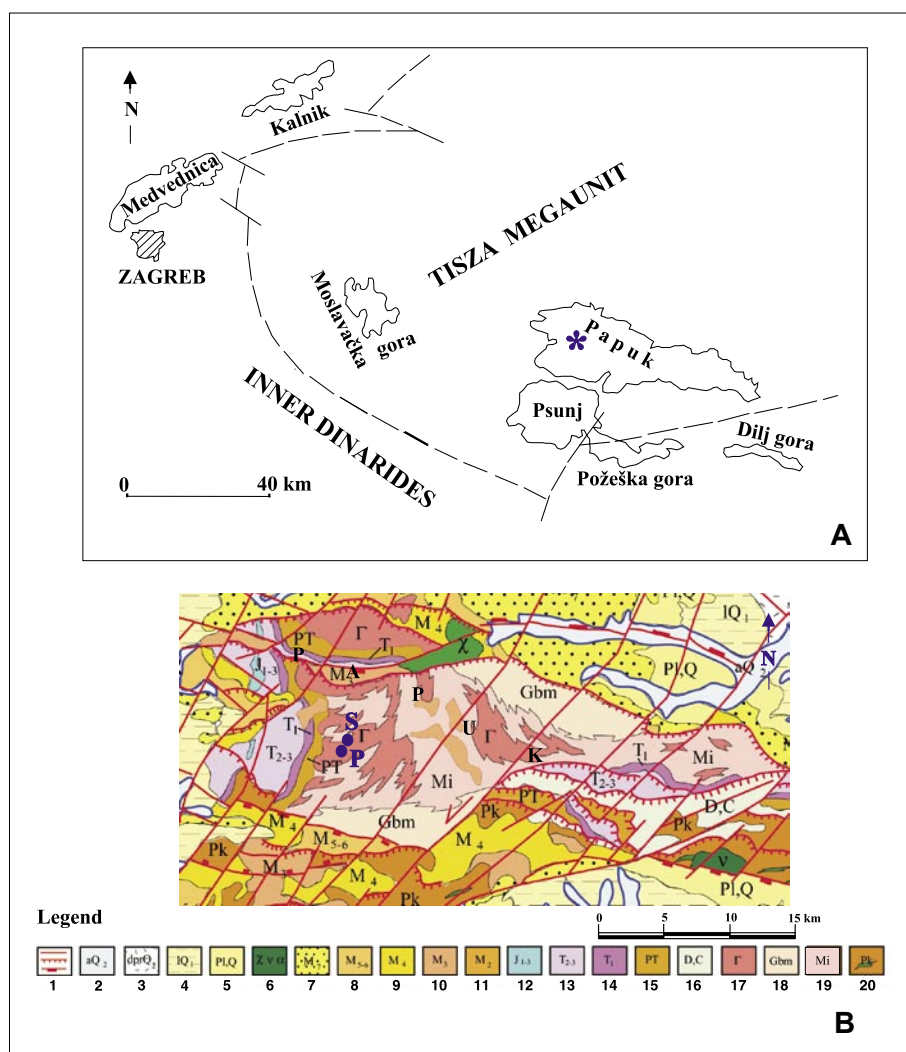 N
Kalnik
Medvednica
ZAGREB
TISZA MEGAUNIT
Moslavačka
gora
*
Papuk
INNER DINARIDES
Psunj
Dilj gora
Požeška gora
0 40 km
A
Pl,Q
lQ1
M4
Γ
PT
P
T1
χ
N
J1-3
M
A
Pl,Q
aQ2
P
Gbm
S
T1
Γ
U
Γ
P
K
T1
Mi
T2-3
PT
T2-3
Mi
PT
D,C
M4
Gbm
Pk
Pk
Pk
M5-6
M4
M4
ν
M
Pl,Q
Pk
Legend
0 5 10 15 km
aQ2 dprQ2 lQ1 Pl,Q χ ν α M7 M5-6 M4 M3 M2 J1-3 T2-3 T1 PT D,C Γ Gbm Mi Pk
1 2 3 4 5 6 7 8 9 10 11 12 13 14 15 16 17 18 19 20
B